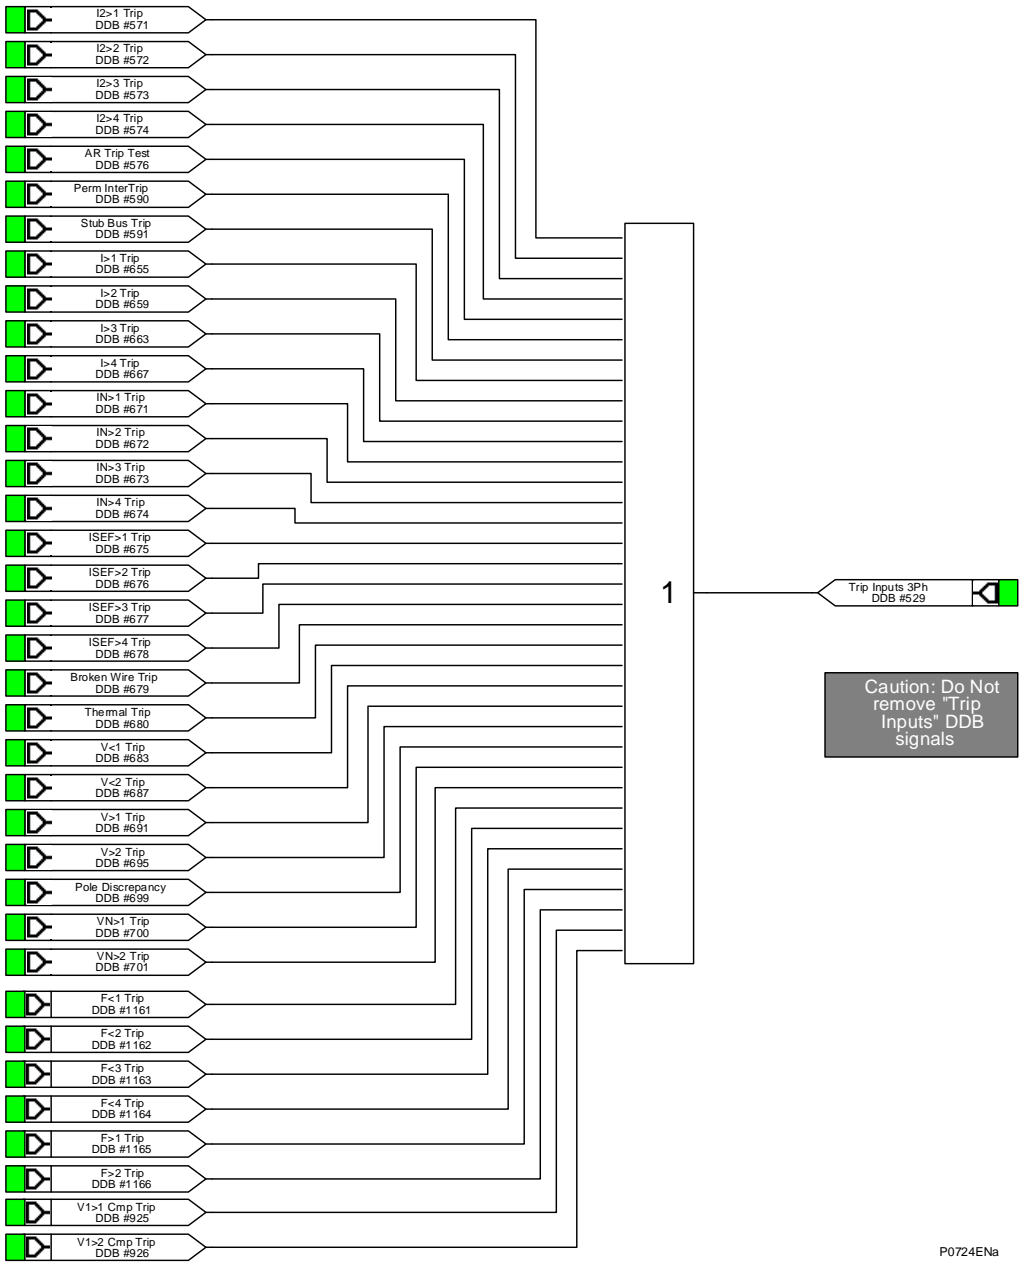 I2>1 Trip
DDB #571
I2>2 Trip
DDB #572
I2>3 Trip
DDB #573
I2>4 Trip
DDB #574
AR Trip Test
DDB #576
Perm InterTrip
DDB #590
Stub Bus Trip
DDB #591
I>1 Trip
DDB #655
I>2 Trip
DDB #659
I>3 Trip
DDB #663
I>4 Trip
DDB #667
IN>1 Trip
DDB #671
IN>2 Trip
DDB #672
IN>3 Trip
DDB #673
IN>4 Trip
DDB #674
ISEF>1 Trip
DDB #675
ISEF>2 Trip
DDB #676
ISEF>3 Trip
DDB #677
ISEF>4 Trip
DDB #678
Broken Wire Trip
DDB #679
Thermal Trip
DDB #680
V<1 Trip
DDB #683
V<2 Trip
DDB #687
V>1 Trip
DDB #691
V>2 Trip
DDB #695
Pole Discrepancy
DDB #699
VN>1 Trip
DDB #700
VN>2 Trip
DDB #701
F<1 Trip
DDB #1161
F<2 Trip
DDB #1162
F<3 Trip
DDB #1163
F<4 Trip
DDB #1164
F>1 Trip
DDB #1165
F>2 Trip
DDB #1166
V1>1 Cmp Trip
DDB #925
V1>2 Cmp Trip
DDB #926
1
Trip Inputs 3Ph
DDB #529
Caution: Do Not
remove "Trip
Inputs" DDB
signals
P0724ENa